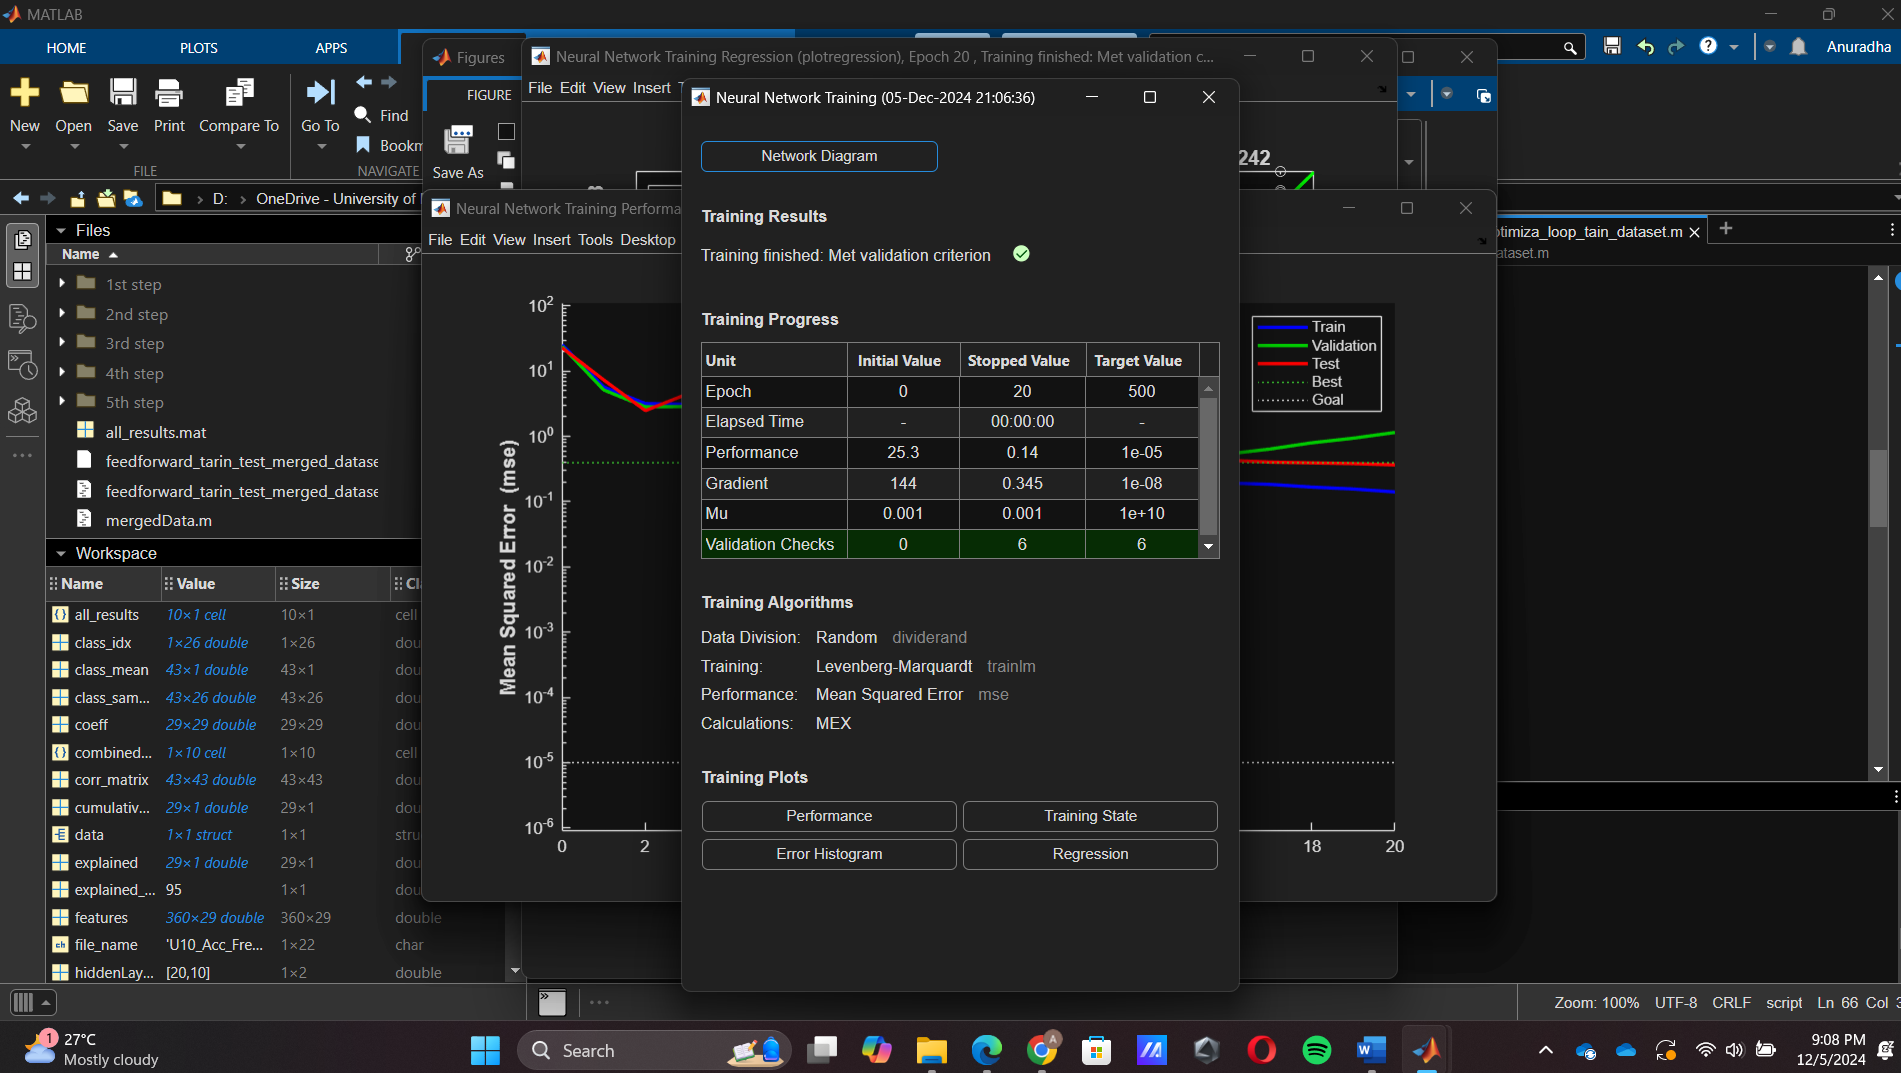 MATLAB
HOME
PLOTS
APPS
Anuradha
New
Open
Save
Print
Compare To
Go To
Find
FILE
NAVIGATE
D:
OneDrive - University of
Files
Name
1st step
2nd step
3rd step
4th step
5th step
all_results.mat
feedforward_tarin_test_merged_datase
feedforward_tarin_test_merged_datase
mergedData.m
Workspace
Name Value Size
all_results 10×1 cell 10×1 cell
class_idx 1×26 double 1×26 dou
class_mean 43×1 double 43×1 dou
class_sam... 43×26 double 43×26 dou
coeff 29×29 double 29×29 dou
combined... 1×10 cell 1×10 cell
corr_matrix 43×43 double 43×43 dou
cumulativ... 29×1 double 29×1 dou
data 1×1 struct 1×1 stru
explained 29×1 double 29×1 dou
explained_... 95 1×1 dou
features 360×29 double 360×29 double
file_name 'U10_Acc_Fre... 1×22 char
hiddenLay... [20,10] 1×2 double
Figures
FIGURE
Save As
Neural Network Training Regression (plotregression), Epoch 20 , Training finished: Met validation c...
File Edit View Insert
242
Neural Network Training Performa
File Edit View Insert Tools Desktop
Mean Squared Error (mse)
10²
10¹
10⁰
10⁻¹
10⁻²
10⁻³
10⁻⁴
10⁻⁵
10⁻⁶
0 2 18 20
Train
Validation
Test
Best
Goal
Neural Network Training (05-Dec-2024 21:06:36)
Network Diagram
Training Results
Training finished: Met validation criterion
Training Progress
Unit Initial Value Stopped Value Target Value
Epoch 0 20 500
Elapsed Time - 00:00:00 -
Performance 25.3 0.14 1e-05
Gradient 144 0.345 1e-08
Mu 0.001 0.001 1e+10
Validation Checks 0 6 6
Training Algorithms
Data Division: Random dividerand
Training: Levenberg-Marquardt trainlm
Performance: Mean Squared Error mse
Calculations: MEX
Training Plots
Performance
Training State
Error Histogram
Regression
timiza_loop_tain_dataset.m
ataset.m
Zoom: 100% UTF-8 CRLF script Ln 66 Col
1
27°C
Mostly cloudy
Search
A
9:08 PM
12/5/2024